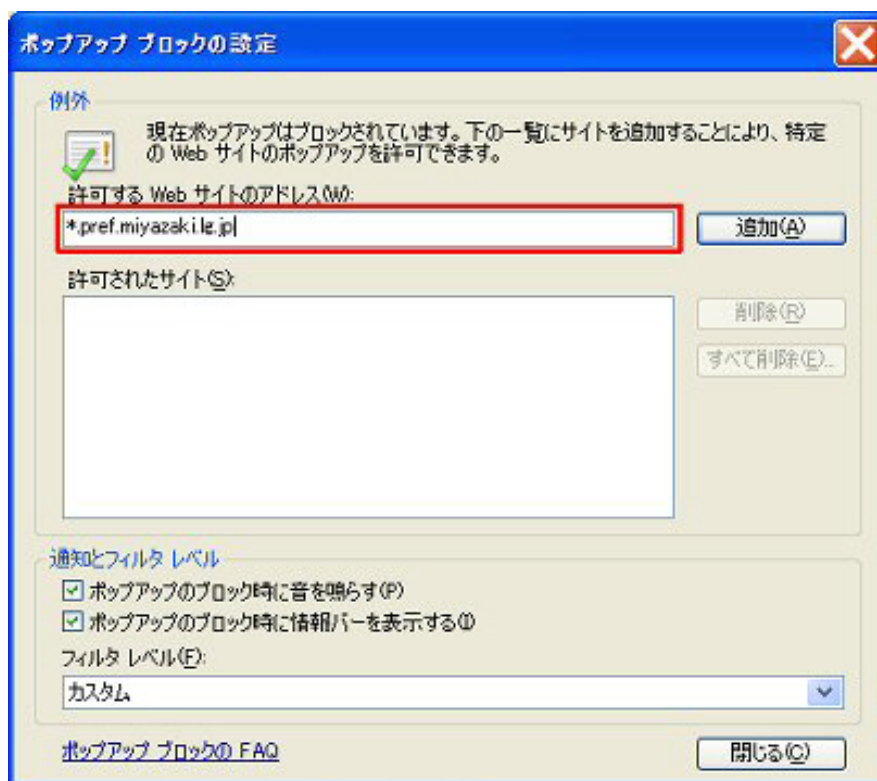 ポップアップ ブロックの設定
例外
現在ポップアップはブロックされています。下の一覧にサイトを追加することにより、特定
の Web サイトのポップアップを許可できます。
許可する Web サイトのアドレス(W):
*.pref.miyazaki.lg.jp
追加(A)
許可されたサイト(S):
削除(R)
すべて削除(E)...
通知とフィルタ レベル
ポップアップのブロック時に音を鳴らす(P)
ポップアップのブロック時に情報バーを表示する(I)
フィルタ レベル(F):
カスタム
ポップアップ ブロックの FAQ
閉じる(C)